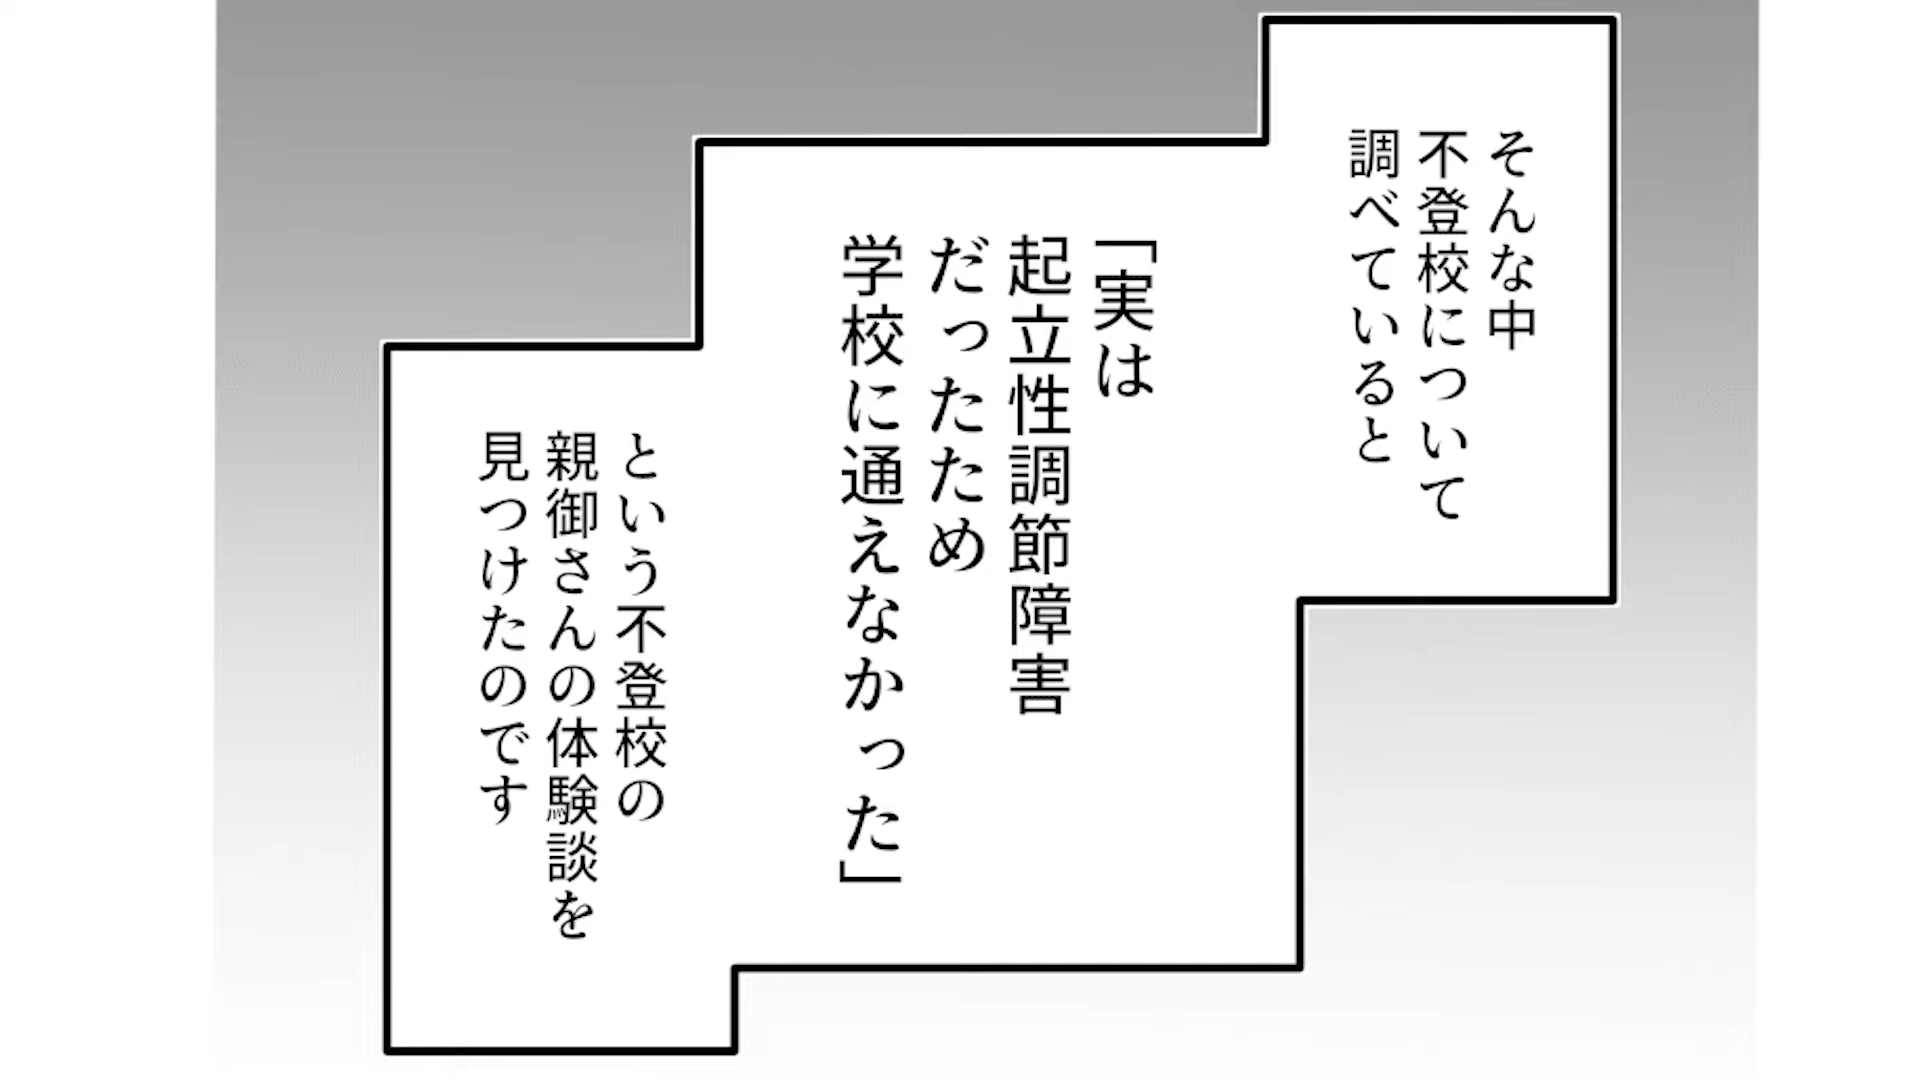 そんな中
不登校について
調べていると
「実は
起立性調節障害
だったため
学校に通えなかった」
という不登校の
親御さんの体験談を
見つけたのです